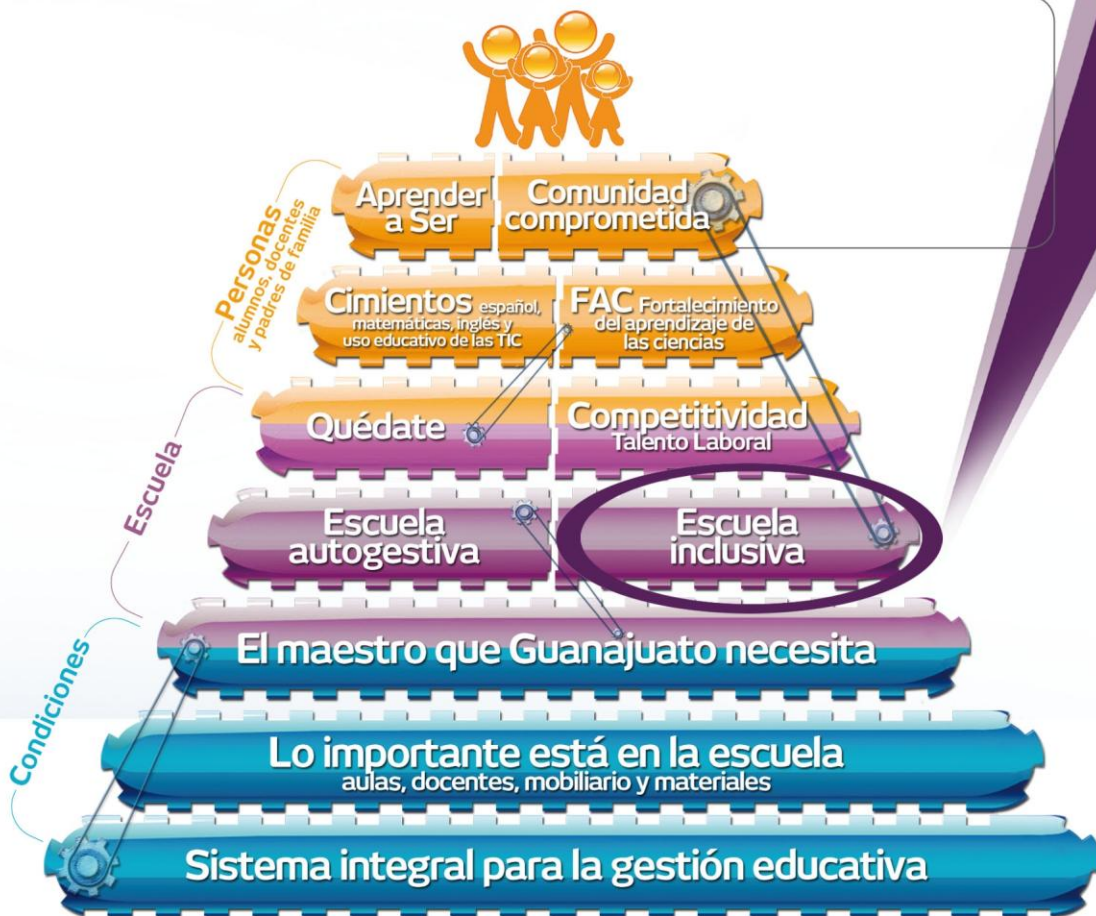 Aprender
a Ser
Comunidad
comprometida
Personas
alumnos, docentes
y padres de familia
Cimientos español,
matemáticas, inglés y
uso educativo de las TIC
FAC Fortalecimiento
del aprendizaje de
las ciencias
Quédate
Competitividad
Talento Laboral
Escuela
Escuela
autogestiva
Escuela
inclusiva
El maestro que Guanajuato necesita
Condiciones
Lo importante está en la escuela
aulas, docentes, mobiliario y materiales
Sistema integral para la gestión educativa